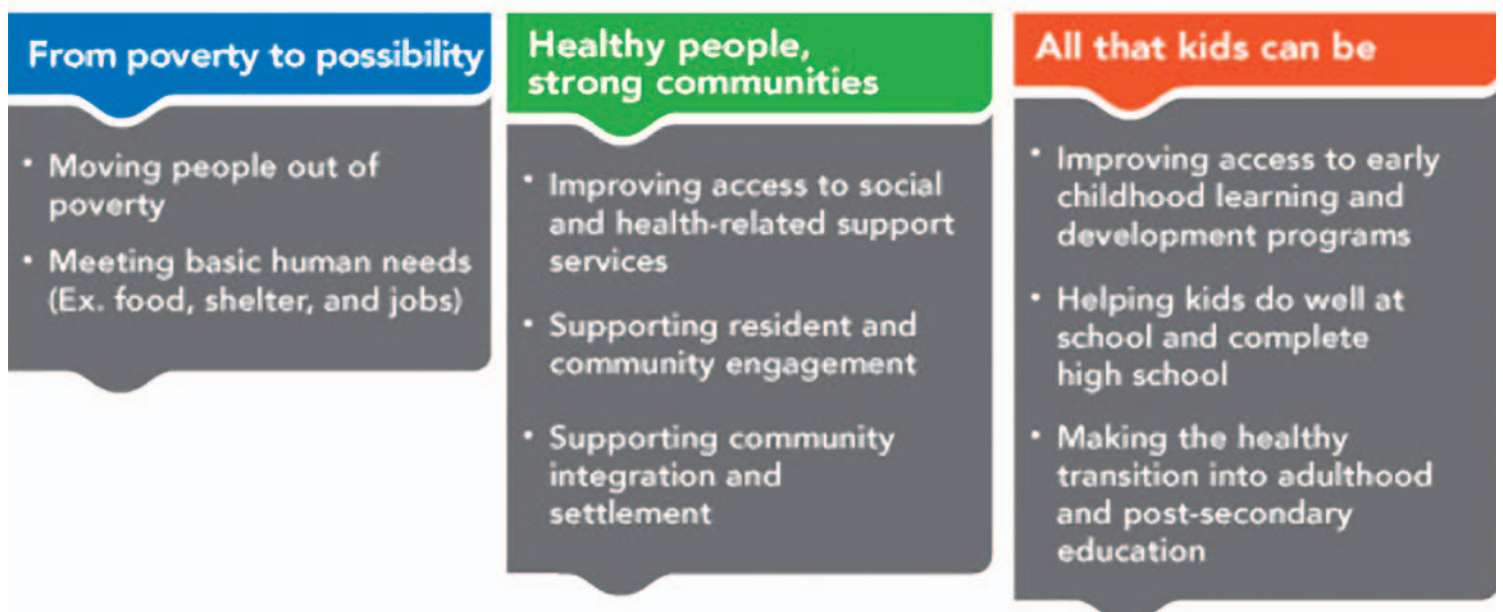 From poverty to possibility
• Moving people out of
poverty
• Meeting basic human needs
(Ex. food, shelter, and jobs)
Healthy people,
strong communities
• Improving access to social
and health-related support
services
• Supporting resident and
community engagement
• Supporting community
integration and
settlement
All that kids can be
• Improving access to early
childhood learning and
development programs
• Helping kids do well at
school and complete
high school
• Making the healthy
transition into adulthood
and post-secondary
education